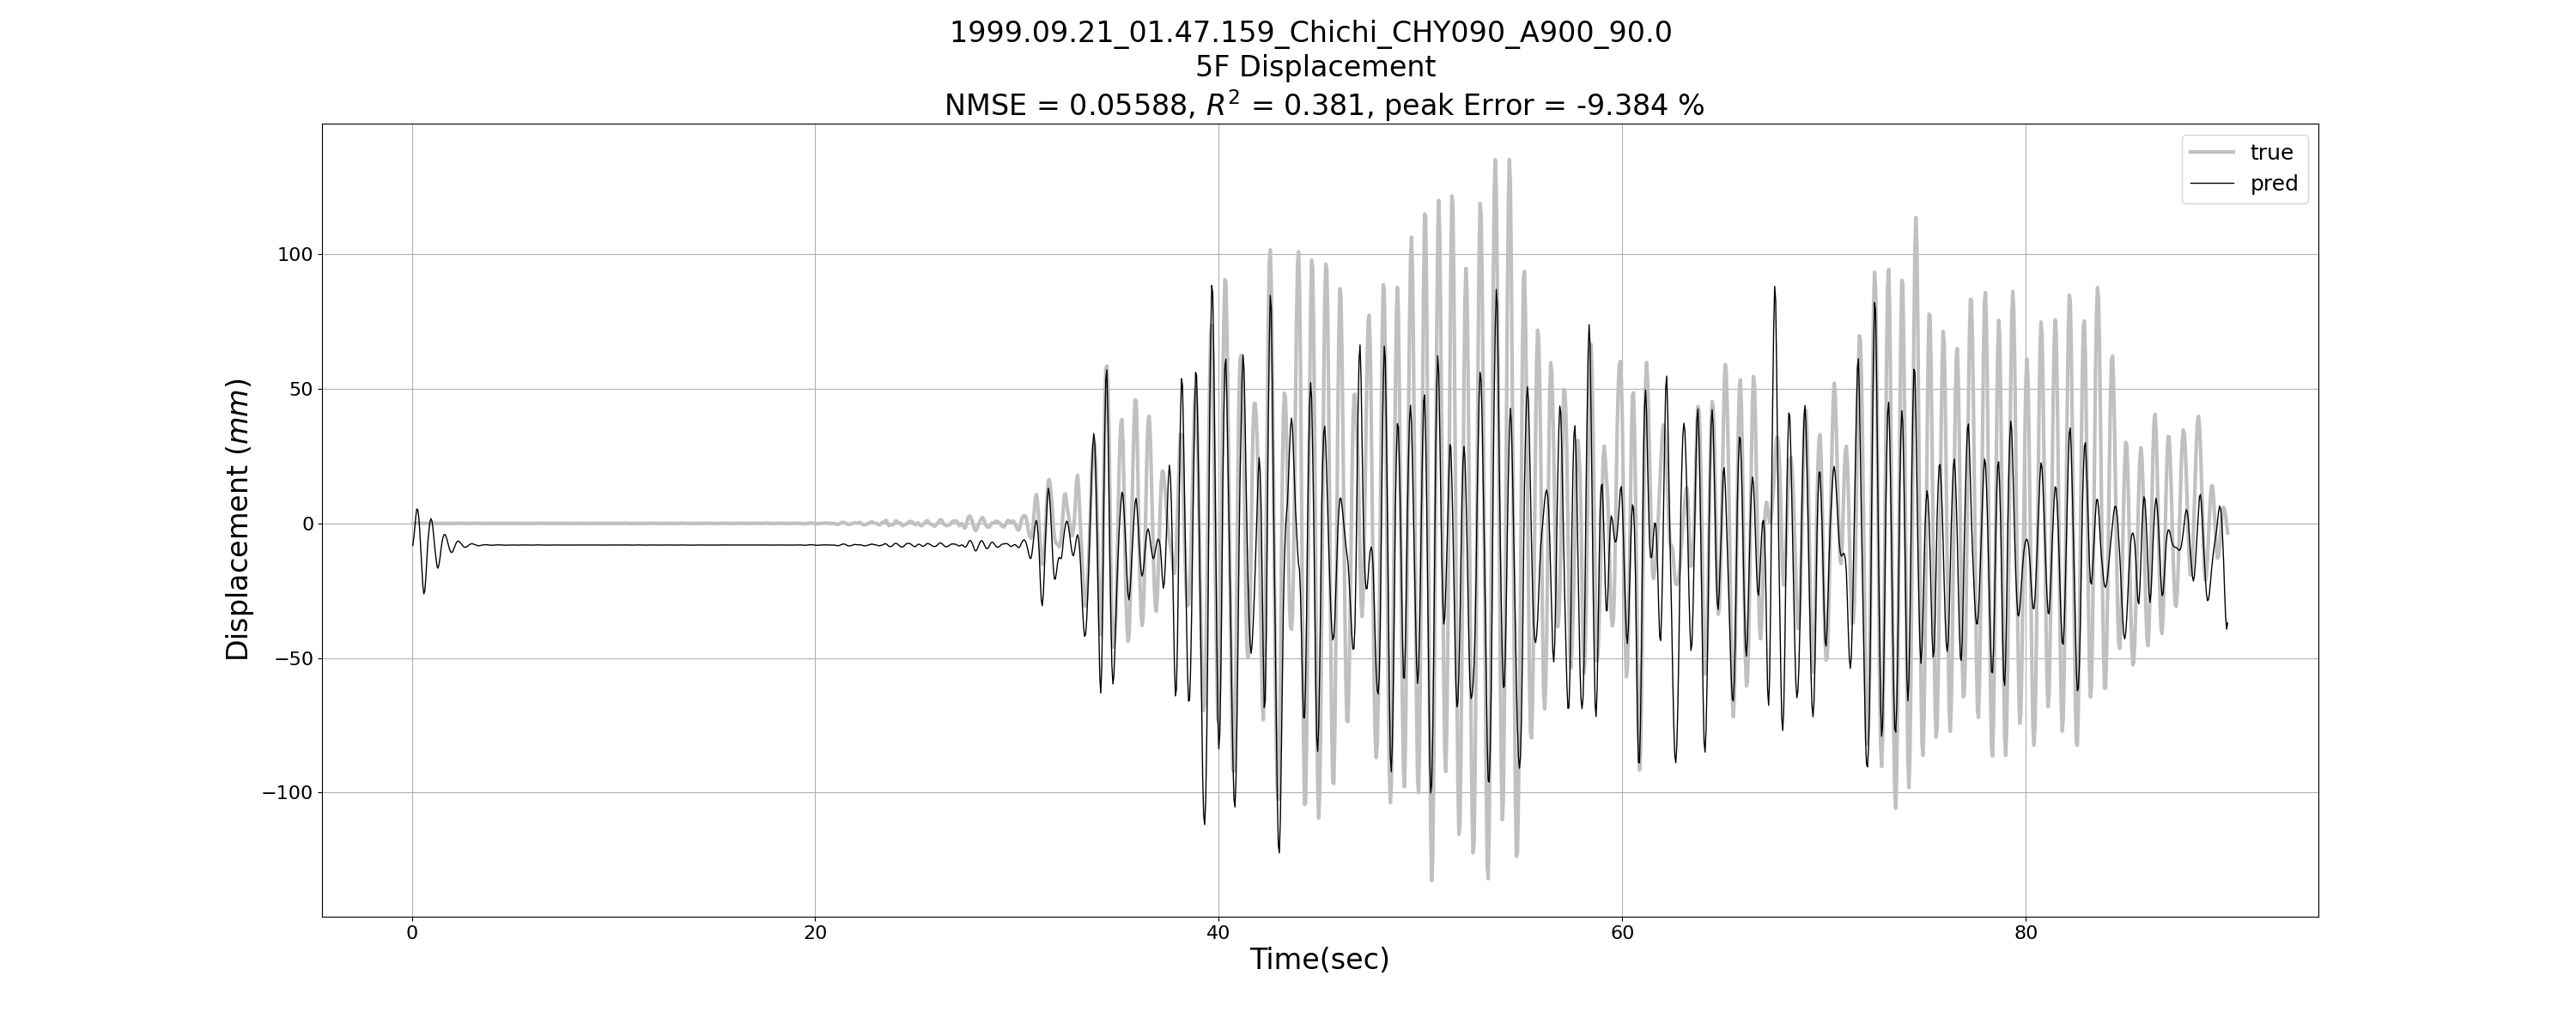 1999.09.21_01.47.159_Chichi_CHY090_A900_90.0
5F Displacement
NMSE = 0.05588, R² = 0.381, peak Error = -9.384 %
true
pred
Displacement (mm)
100
50
0
−50
−100
0 20 40 60 80
Time(sec)